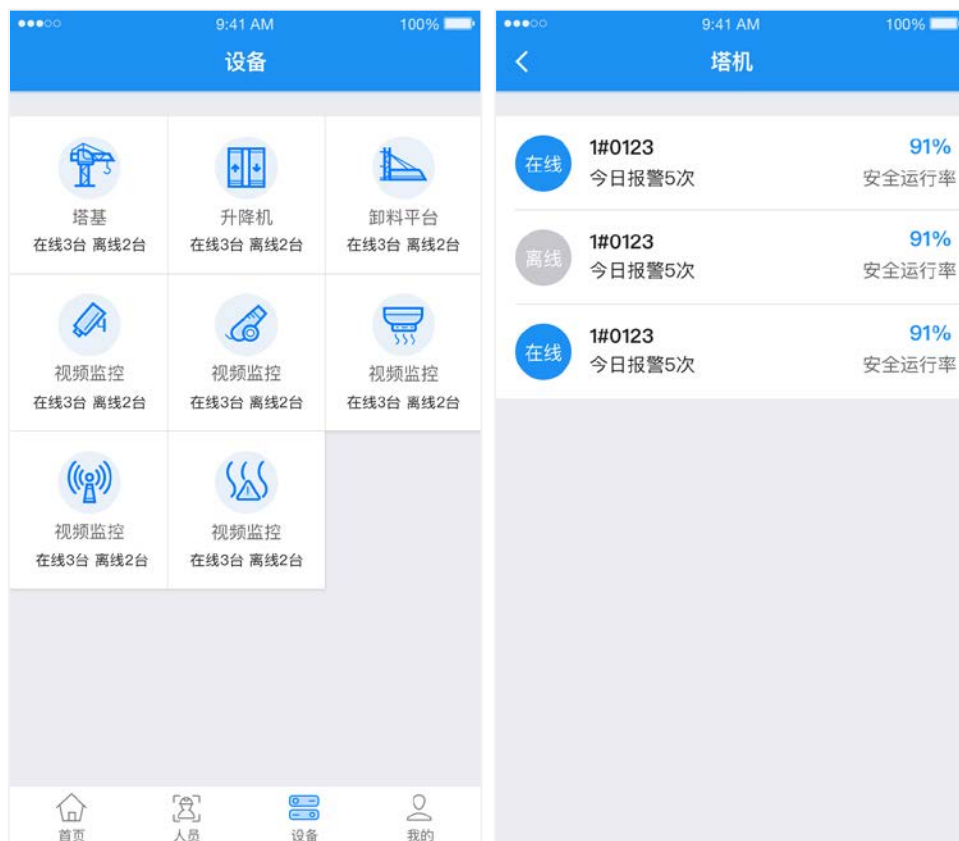 9:41 AM 100%
设备
塔基 升降机 卸料平台
在线3台 离线2台 在线3台 离线2台 在线3台 离线2台
视频监控 视频监控 视频监控
在线3台 离线2台 在线3台 离线2台 在线3台 离线2台
视频监控 视频监控
在线3台 离线2台 在线3台 离线2台
首页 人员 设备 我的
9:41 AM 100%
塔机
在线
1#0123 91%
今日报警5次 安全运行率
离线
1#0123 91%
今日报警5次 安全运行率
在线
1#0123 91%
今日报警5次 安全运行率